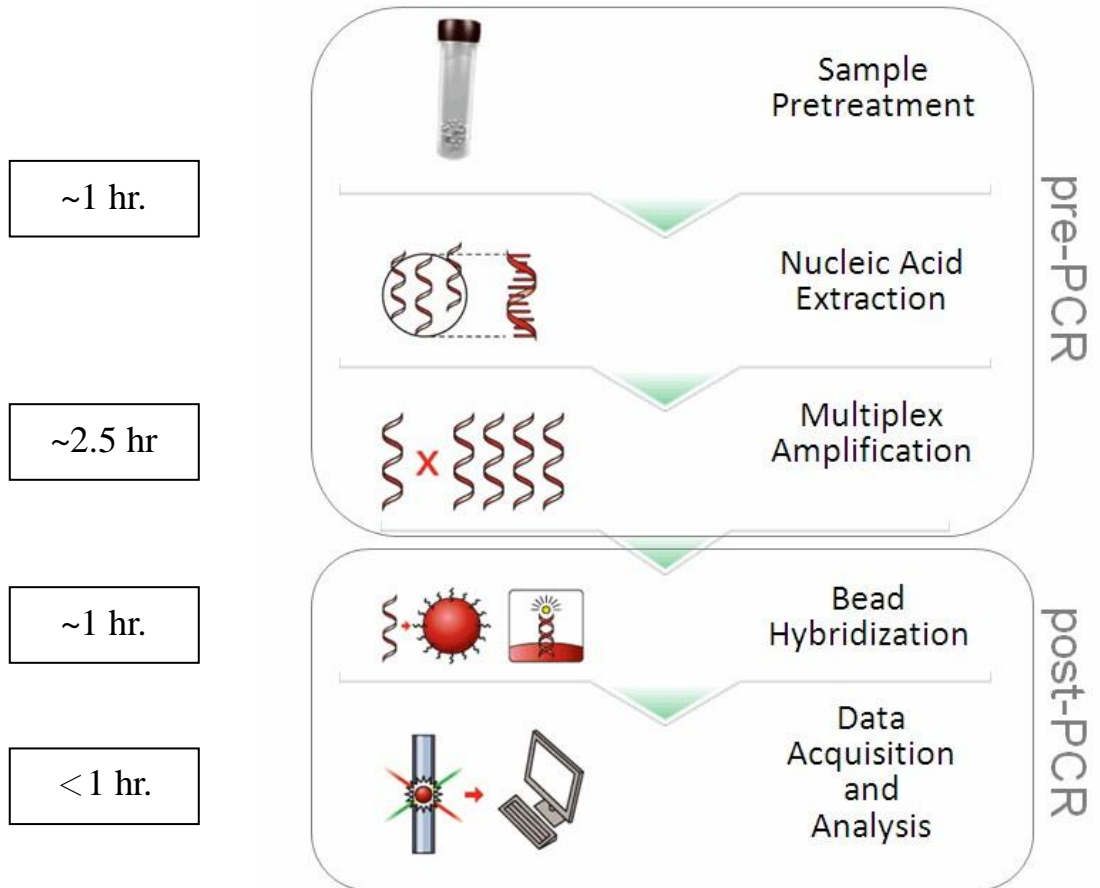 Sample
Pretreatment
~1 hr.
pre-PCR
Nucleic Acid
Extraction
~2.5 hr
Multiplex
Amplification
X
~1 hr.
Bead
Hybridization
post-PCR
<1 hr.
Data
Acquisition
and
Analysis